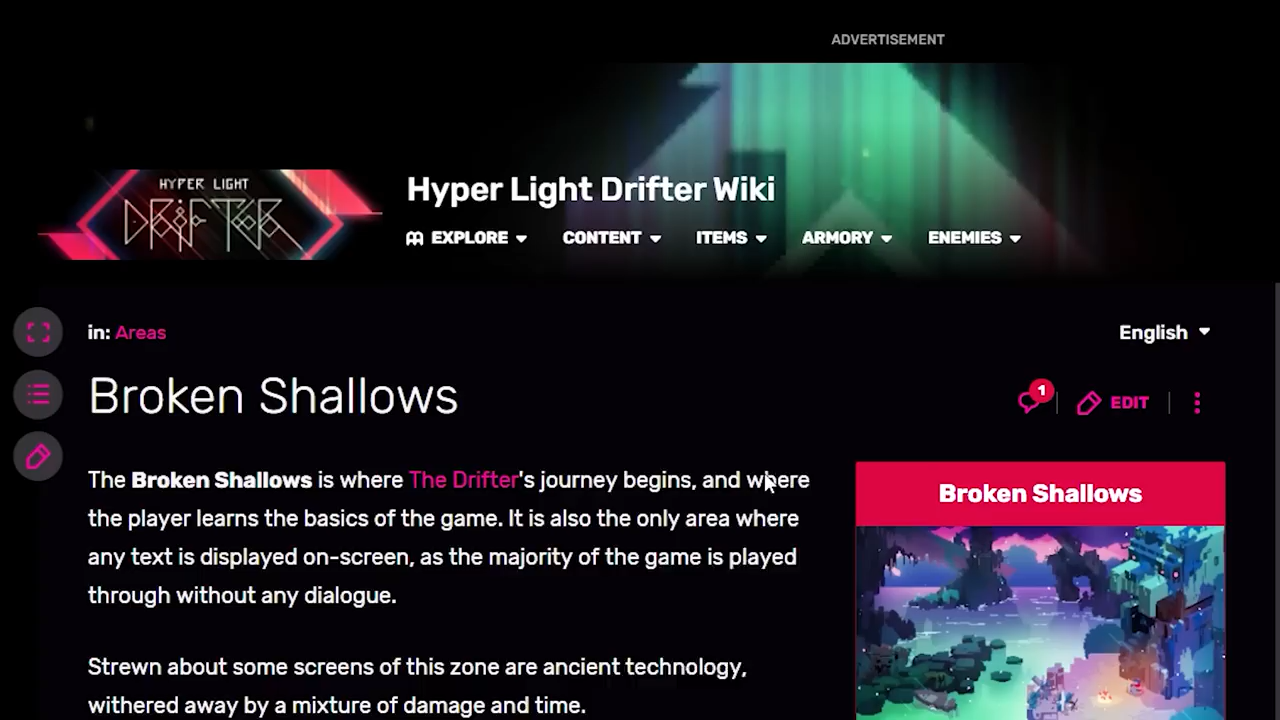 ADVERTISEMENT
HYPER LIGHT
DRIFTER
Hyper Light Drifter Wiki
EXPLORE CONTENT ITEMS ARMORY ENEMIES
in: Areas
English
Broken Shallows
1
EDIT
The Broken Shallows is where The Drifter's journey begins, and where
the player learns the basics of the game. It is also the only area where
any text is displayed on-screen, as the majority of the game is played
through without any dialogue.
Strewn about some screens of this zone are ancient technology,
withered away by a mixture of damage and time.
Broken Shallows